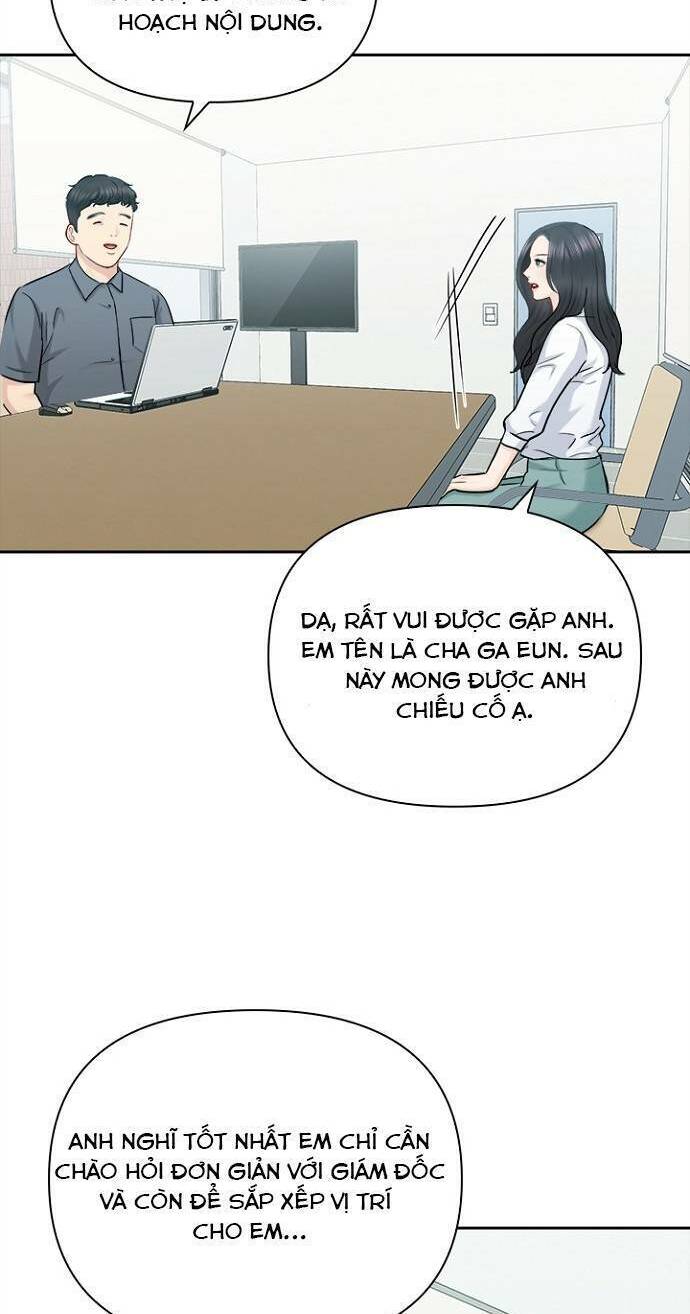 HOẠCH NỘI DUNG.
DẠ, RẤT VUI ĐƯỢC GẶP ANH.
EM TÊN LÀ CHA GA EUN. SAU
NÀY MONG ĐƯỢC ANH
CHIẾU CỐ Ạ.
ANH NGHĨ TỐT NHẤT EM CHỈ CẦN
CHÀO HỎI ĐƠN GIẢN VỚI GIÁM ĐỐC
VÀ CÒN ĐỂ SẮP XẾP VỊ TRÍ
CHO EM...